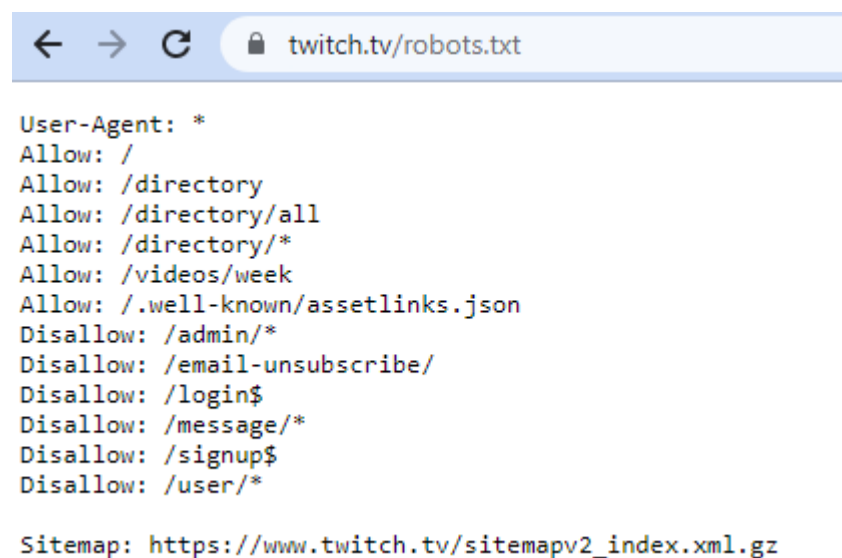 twitch.tv/robots.txt
User-Agent: *
Allow: /
Allow: /directory
Allow: /directory/all
Allow: /directory/*
Allow: /videos/week
Allow: /.well-known/assetlinks.json
Disallow: /admin/*
Disallow: /email-unsubscribe/
Disallow: /login$
Disallow: /message/*
Disallow: /signup$
Disallow: /user/*
Sitemap: https://www.twitch.tv/sitemapv2_index.xml.gz